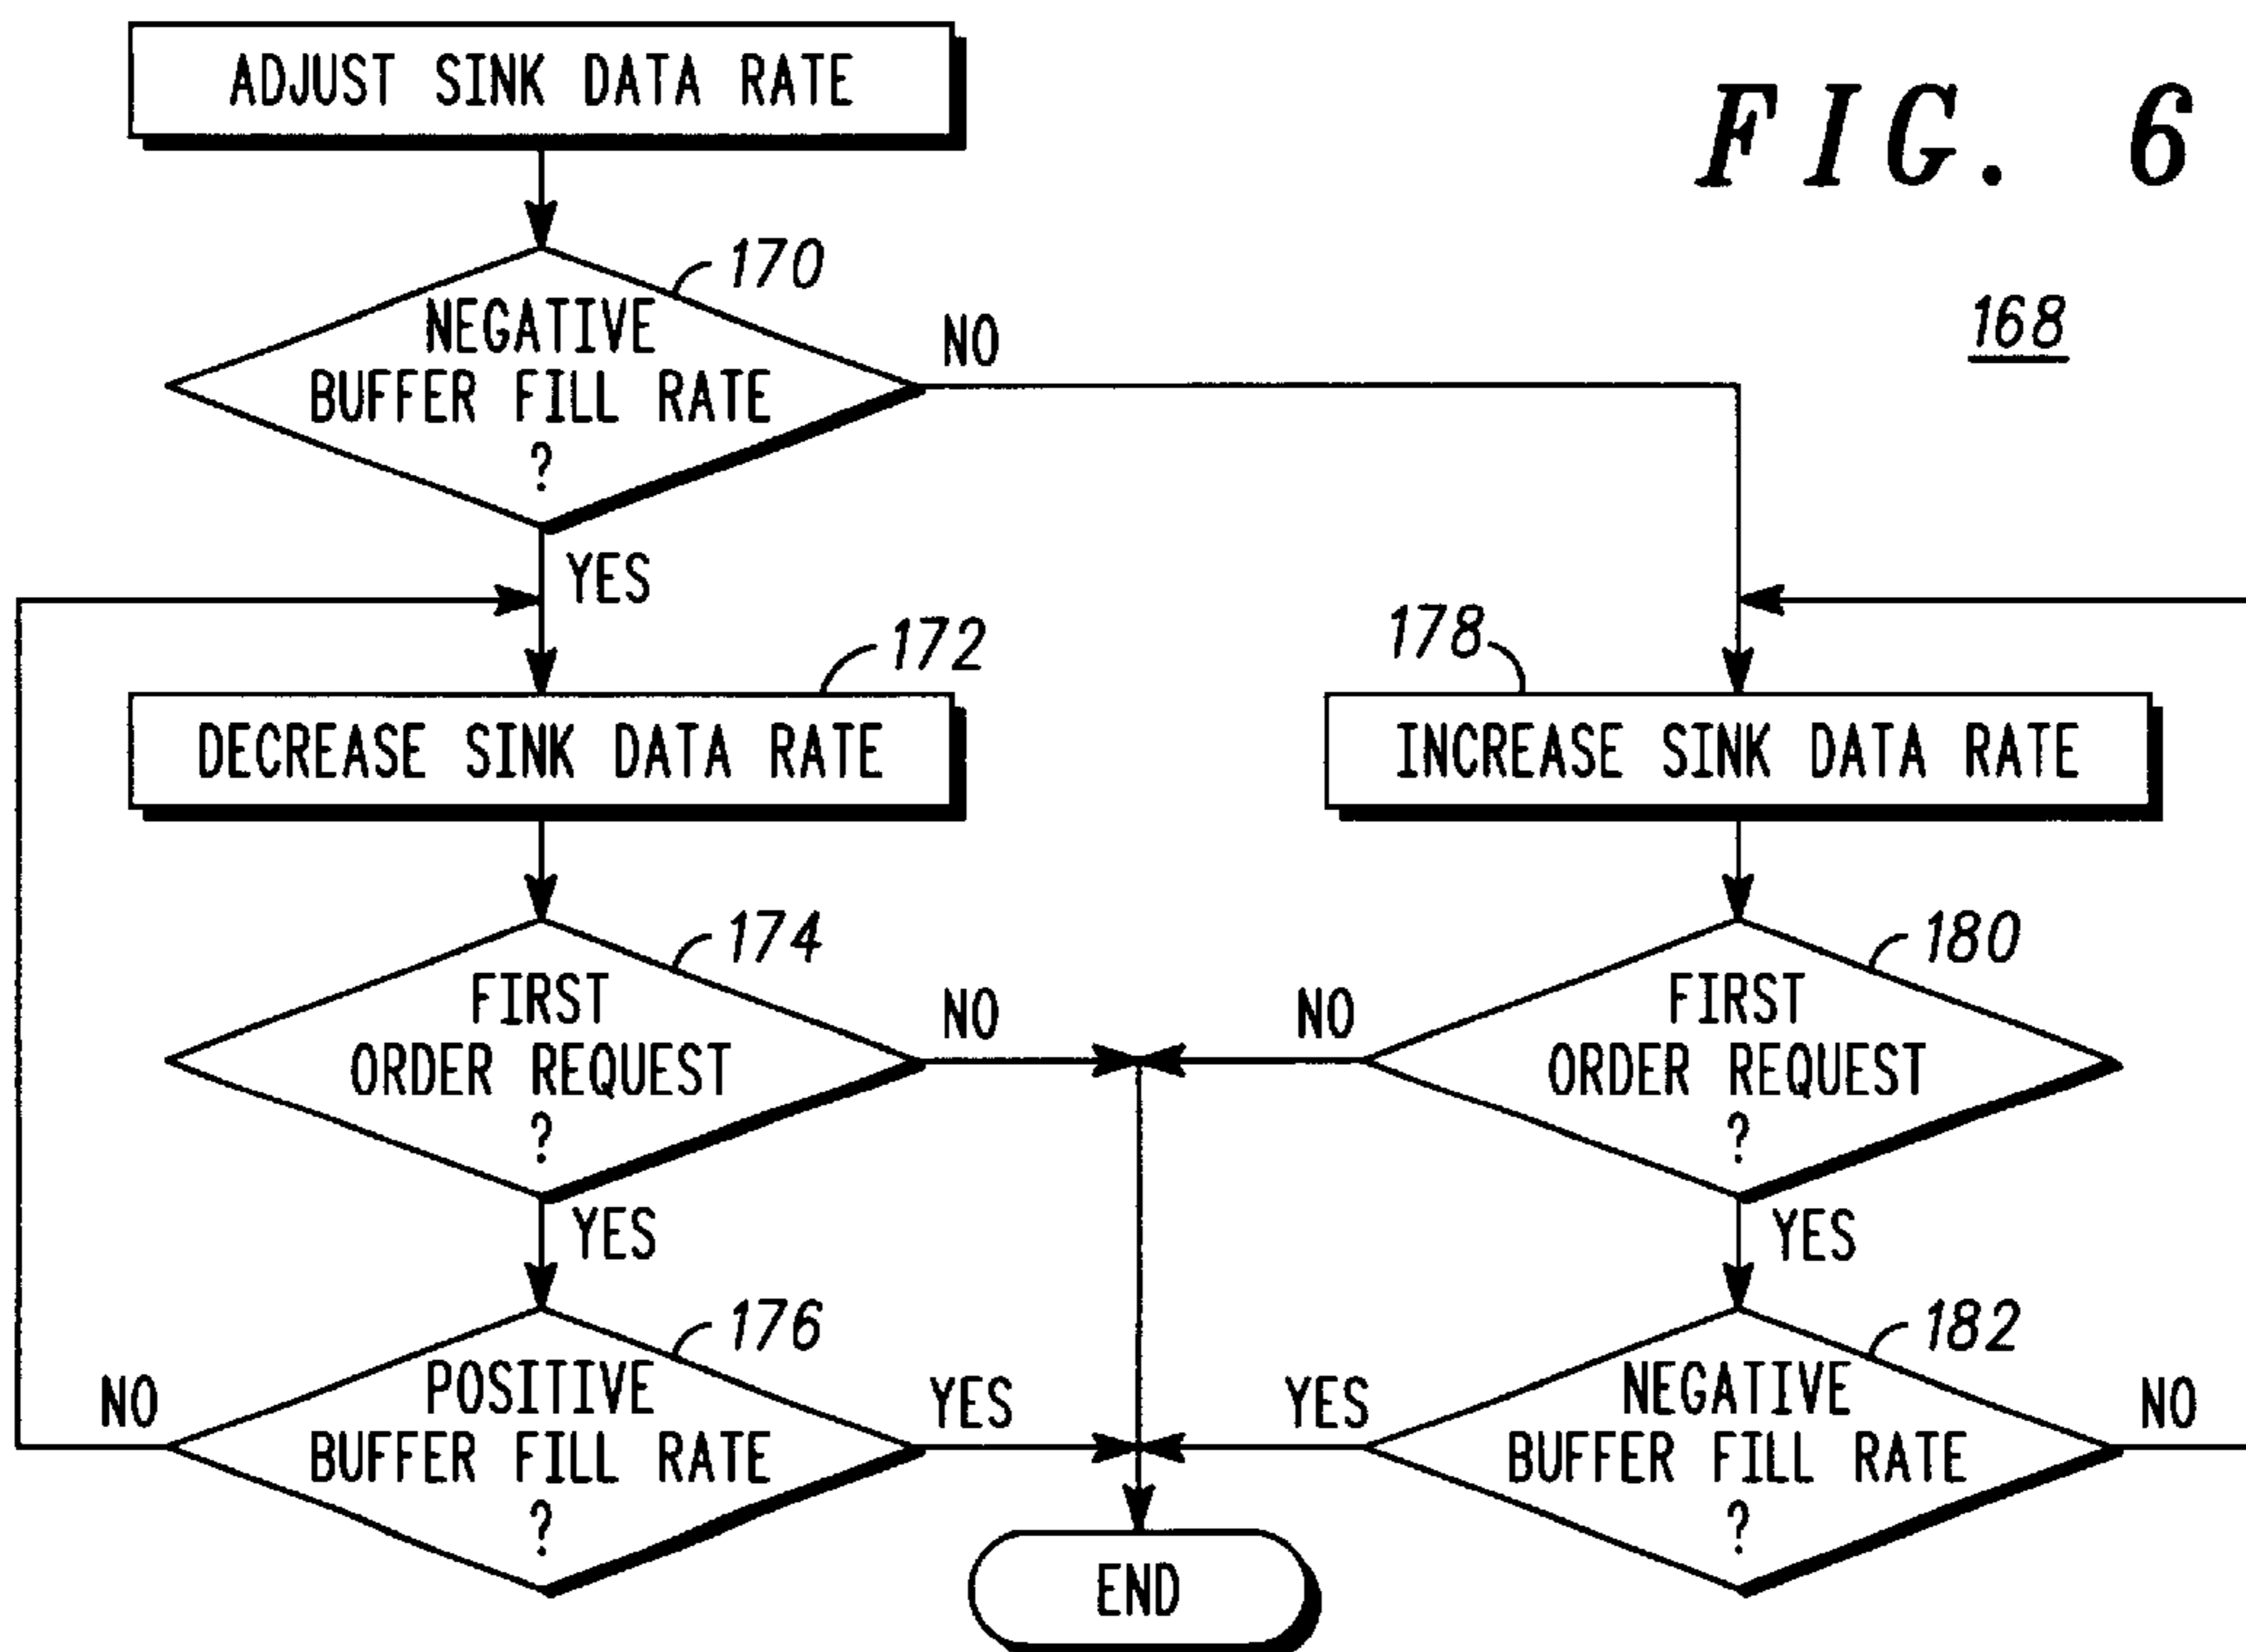 ADJUST SINK DATA RATE
FIG. 6
170
NEGATIVE
BUFFER FILL RATE
?
NO
168
YES
172
178
DECREASE SINK DATA RATE
INCREASE SINK DATA RATE
174
180
FIRST
ORDER REQUEST
?
NO
NO
FIRST
ORDER REQUEST
?
YES
YES
176
182
NO
POSITIVE
BUFFER FILL RATE
?
YES
YES
NEGATIVE
BUFFER FILL RATE
?
NO
END